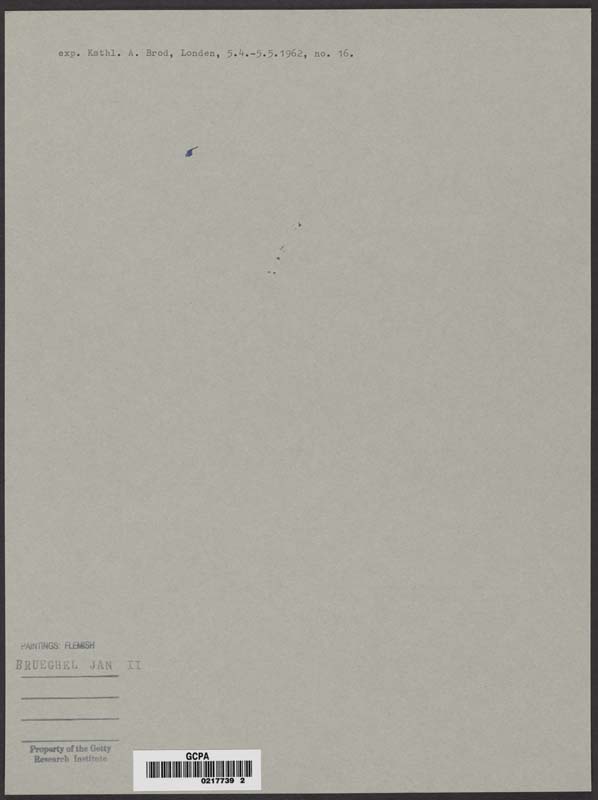 exp. Ksthl. A. Brod, Londen, 5.4.-5.5.1962, no. 16.
PAINTINGS: FLEMISH
BRUEGHEL JAN II
Property of the Getty
Research Institute
GCPA
0217739 2